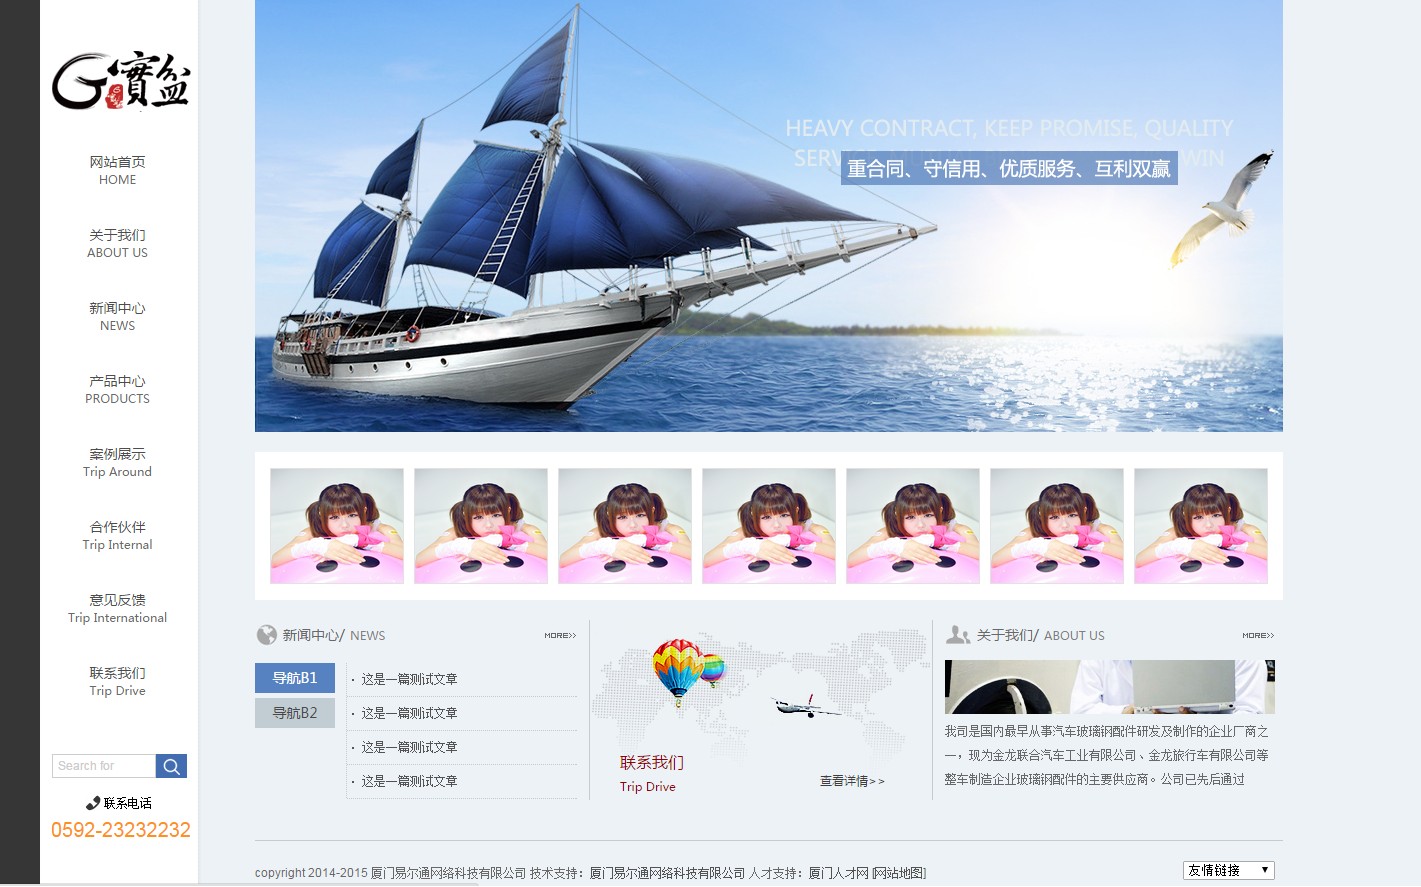 G 寶盆
网站首页
HOME
关于我们
ABOUT US
新闻中心
NEWS
产品中心
PRODUCTS
案例展示
Trip Around
合作伙伴
Trip Internal
意见反馈
Trip International
联系我们
Trip Drive
Search for
联系电话
0592-23232232
HEAVY CONTRACT, KEEP PROMISE, QUALITY
WIN
重合同、守信用、优质服务、互利双赢
新闻中心/ NEWS
MORE>>
导航B1
导航B2
· 这是一篇测试文章
· 这是一篇测试文章
· 这是一篇测试文章
· 这是一篇测试文章
联系我们
Trip Drive
查看详情>>
关于我们/ ABOUT US
MORE>>
我司是国内最早从事汽车玻璃钢配件研发及制作的企业厂商之
一，现为金龙联合汽车工业有限公司、金龙旅行车有限公司等
整车制造企业玻璃钢配件的主要供应商。公司已先后通过
copyright 2014-2015 厦门易尔通网络科技有限公司 技术支持：厦门易尔通网络科技有限公司 人才支持：厦门人才网 [网站地图]
友情链接